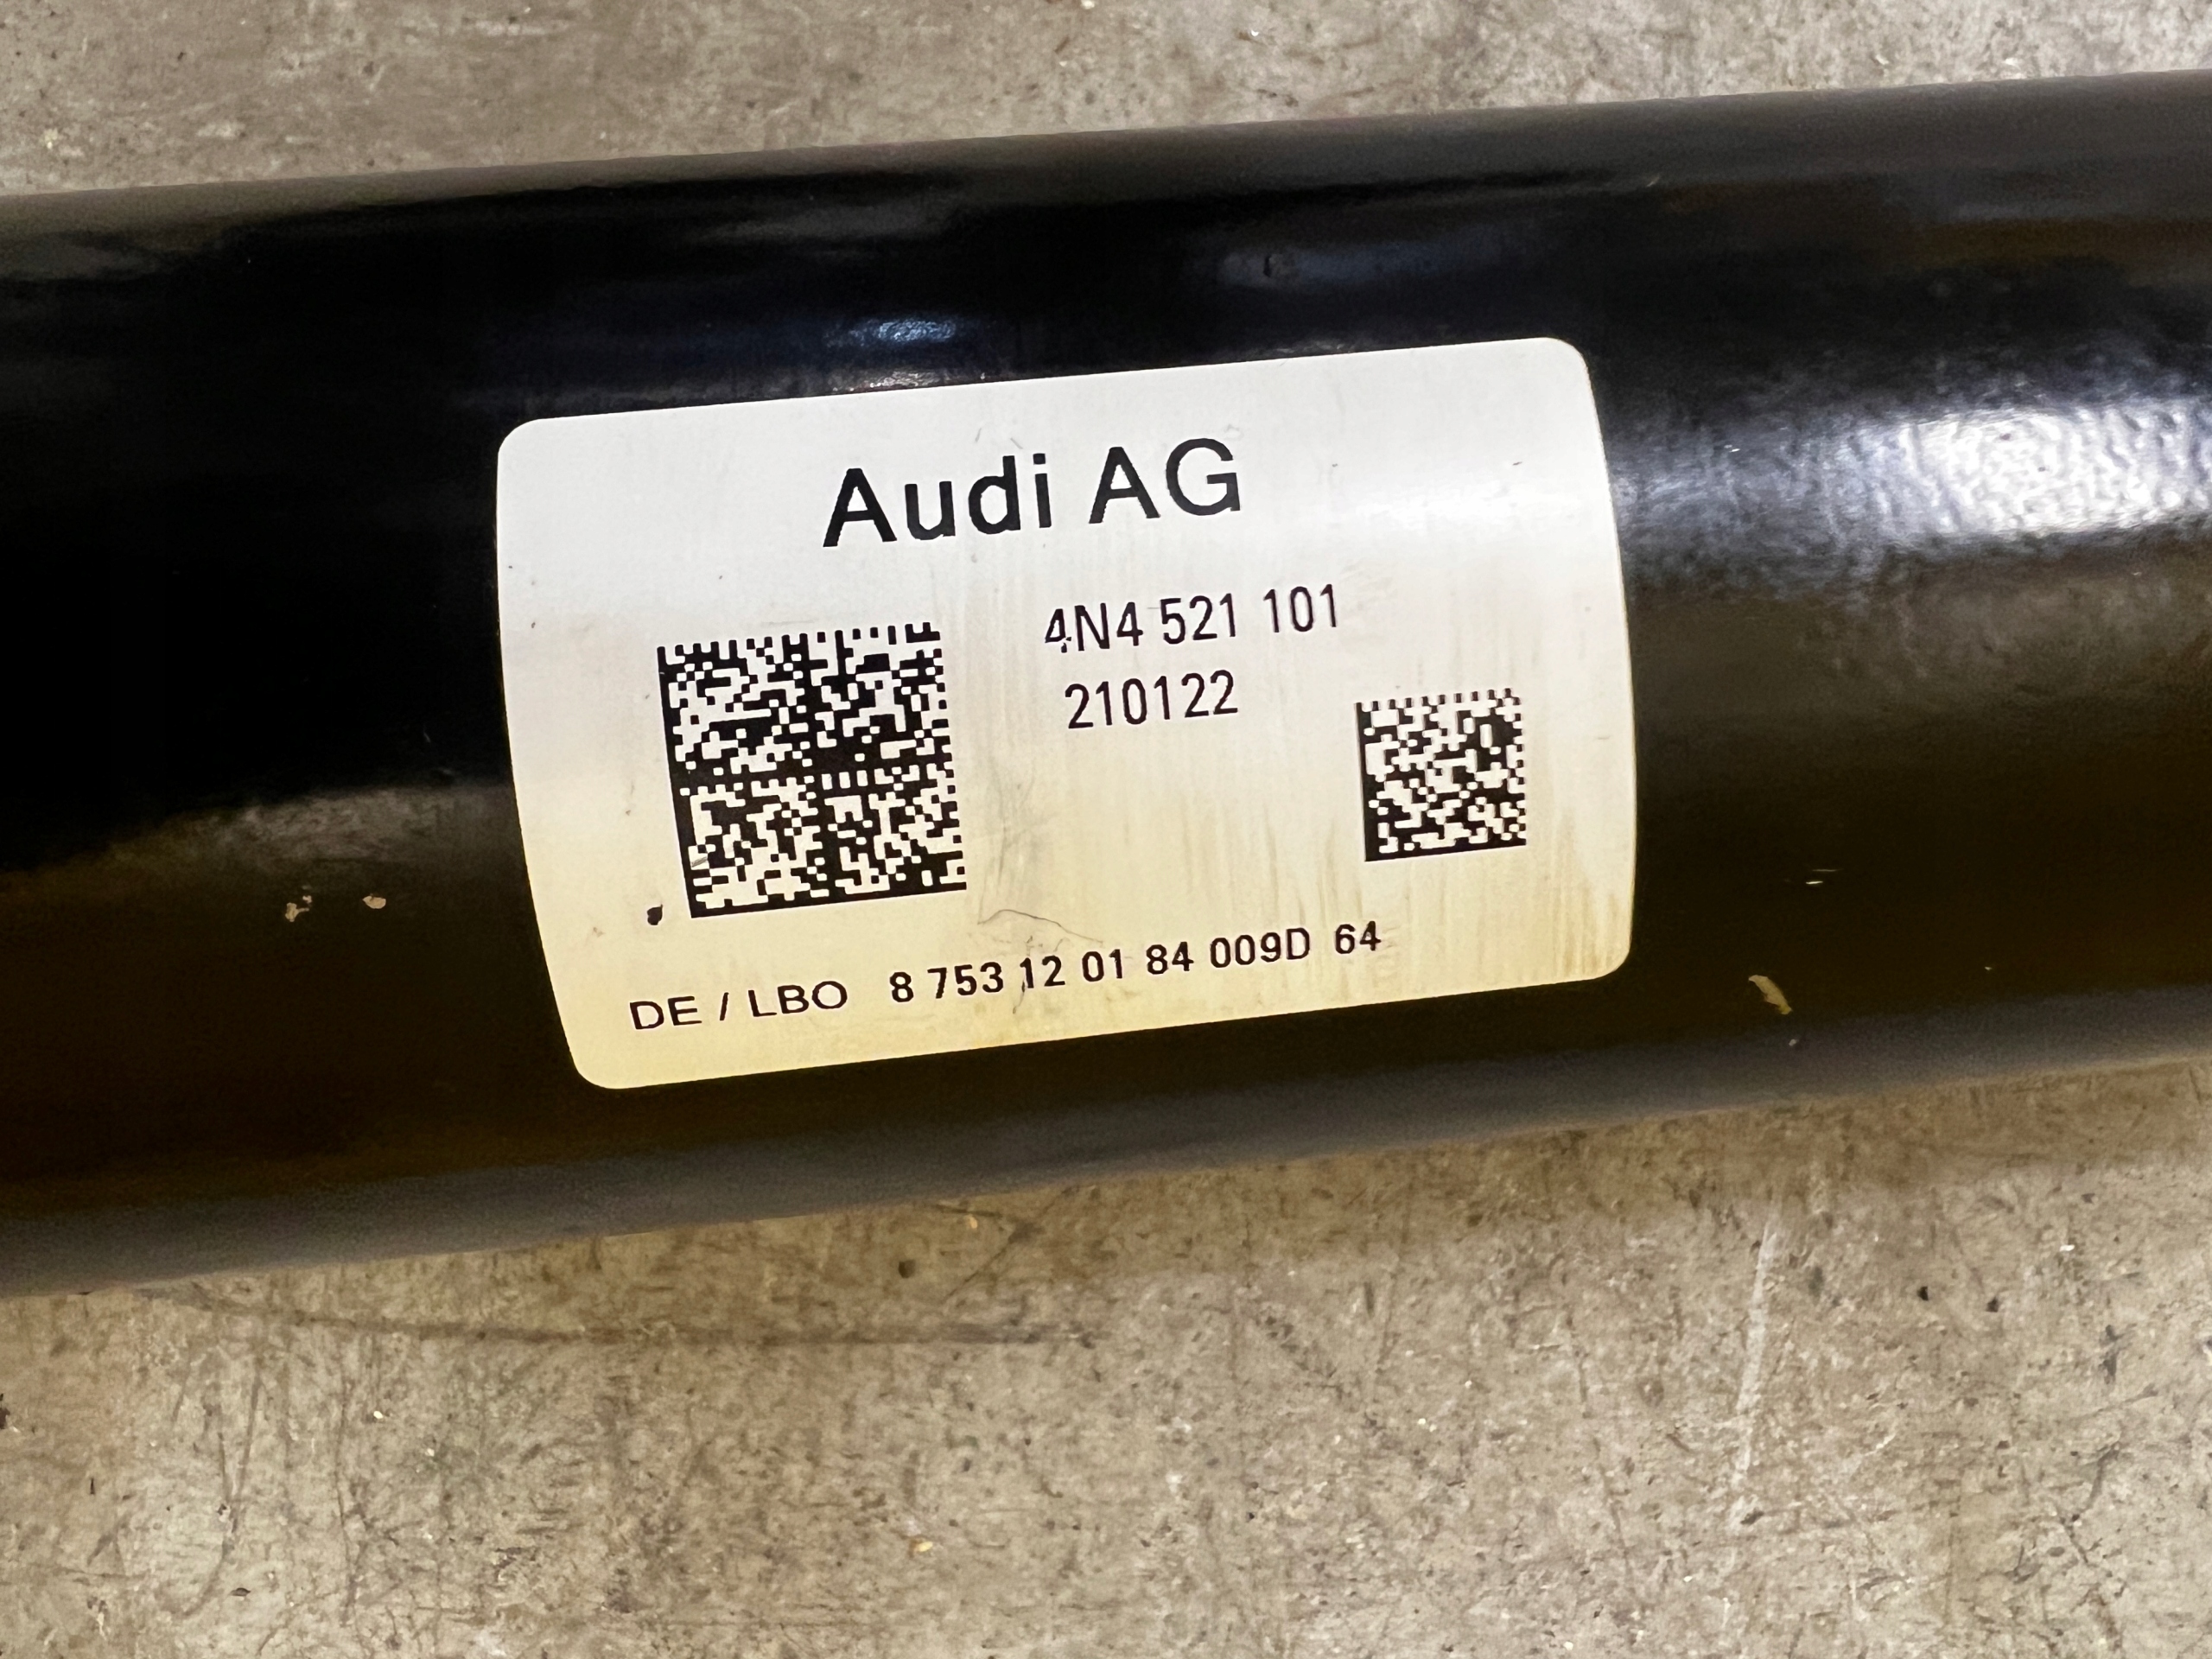 Audi AG
4N4 521 101
210122
DE / LBO 8 753 12 01 84 009D 64